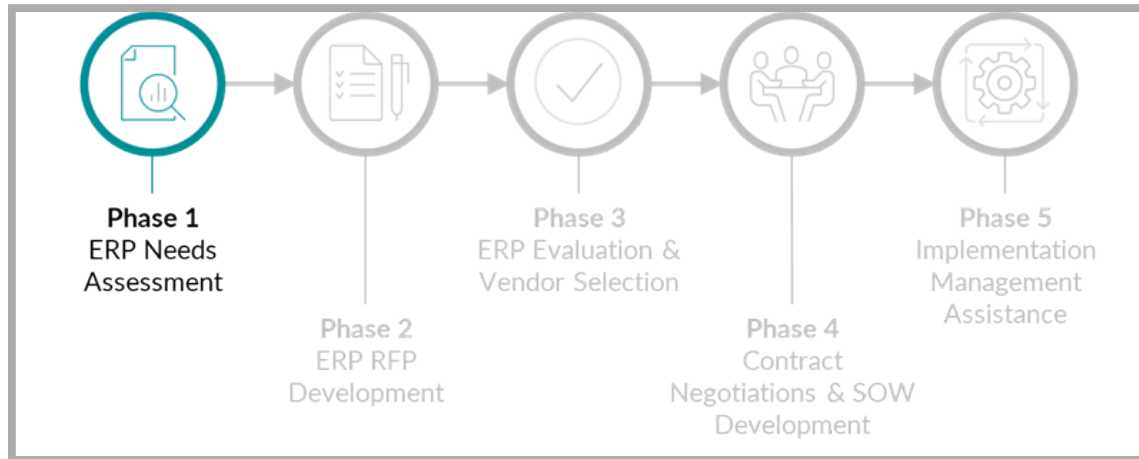 Phase 1
ERP Needs
Assessment
Phase 2
ERP RFP
Development
Phase 3
ERP Evaluation &
Vendor Selection
Phase 4
Contract
Negotiations & SOW
Development
Phase 5
Implementation
Management
Assistance